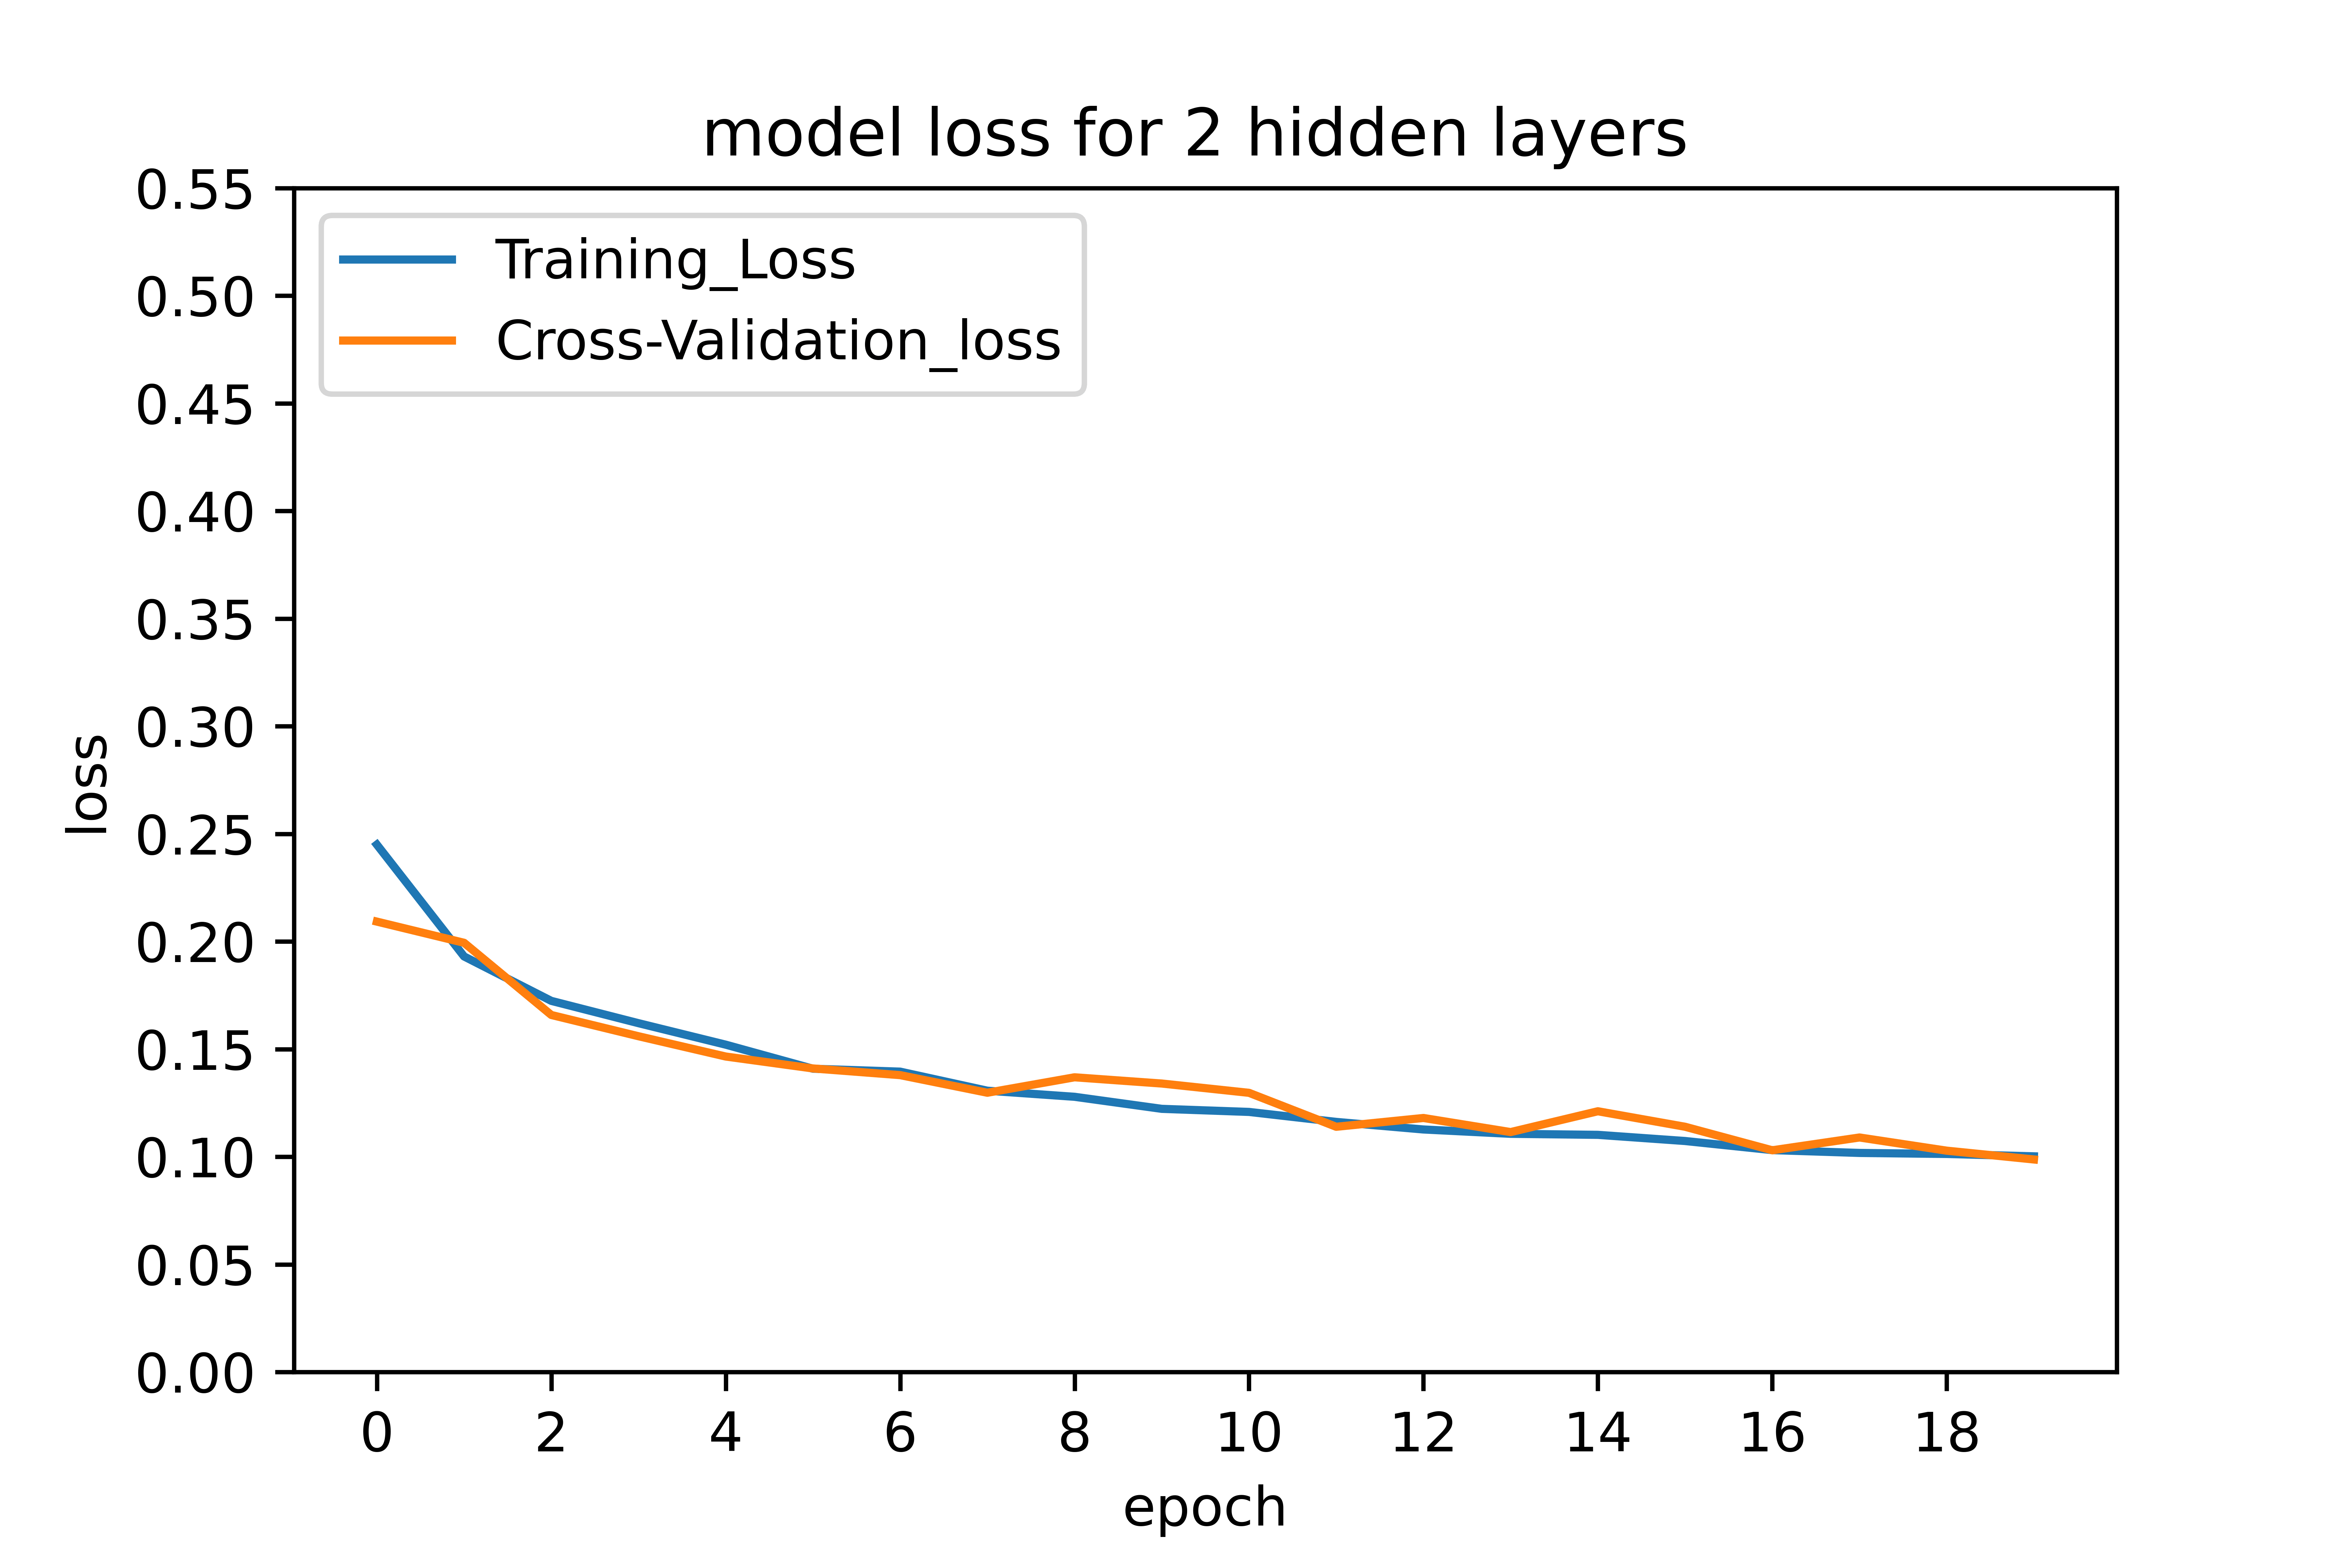 model loss for 2 hidden layers
Training_Loss
Cross-Validation_loss
0.55
0.50
0.45
0.40
0.35
0.30
0.25
0.20
0.15
0.10
0.05
0.00
loss
0 2 4 6 8 10 12 14 16 18
epoch